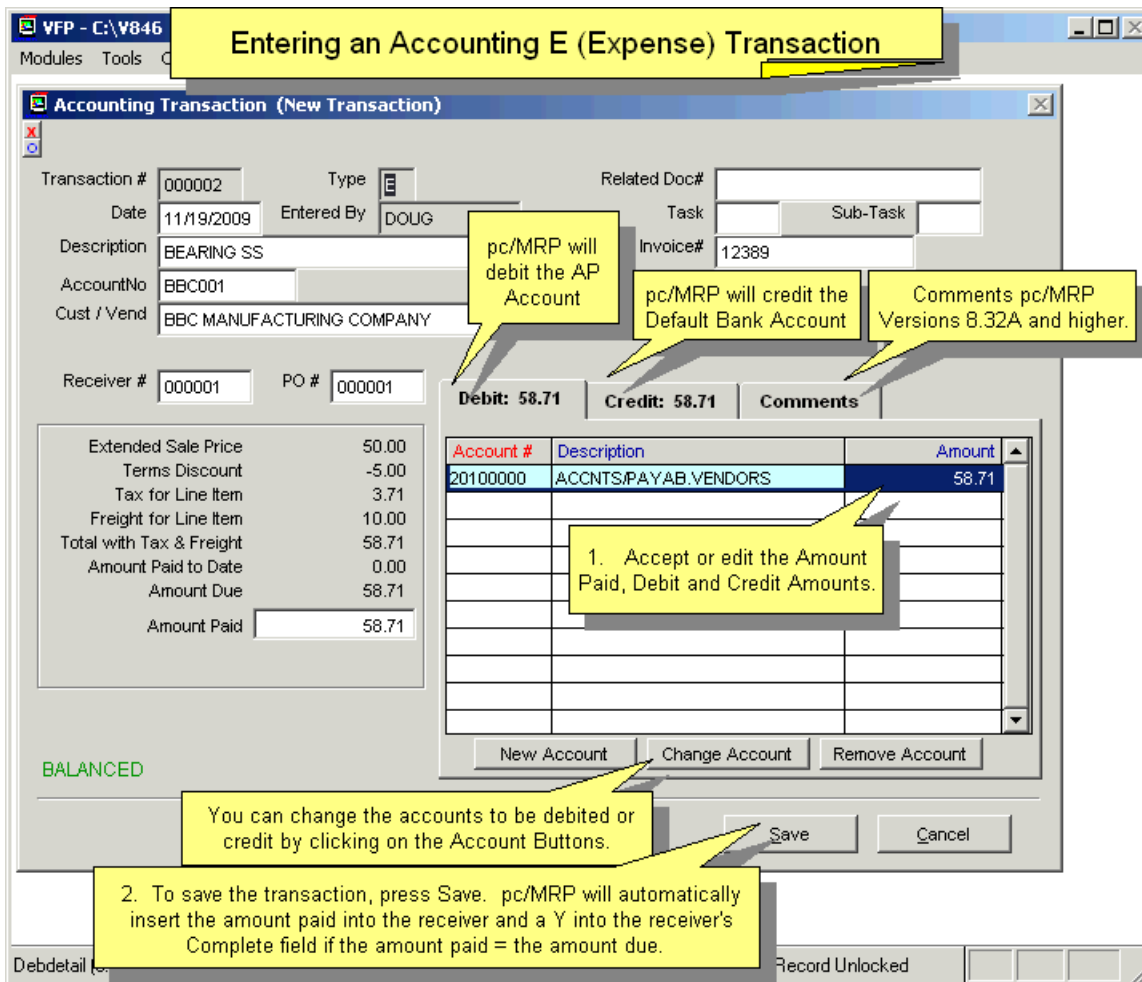 VFP - C:\V846
Entering an Accounting E (Expense) Transaction
Modules Tools
Accounting Transaction (New Transaction)
X
O
Transaction # 000002 Type E Related Doc#
Date 11/19/2009 Entered By DOUG Task Sub-Task
Description BEARING SS Invoice# 12389
AccountNo BBC001
Cust / Vend BBC MANUFACTURING COMPANY
pc/MRP will
debit the AP
Account
pc/MRP will credit the
Default Bank Account
Comments pc/MRP
Versions 8.32A and higher.
Receiver # 000001 PO # 000001
Debit: 58.71 Credit: 58.71 Comments
Extended Sale Price 50.00
Terms Discount -5.00
Tax for Line Item 3.71
Freight for Line Item 10.00
Total with Tax & Freight 58.71
Amount Paid to Date 0.00
Amount Due 58.71
Amount Paid 58.71
Account # Description Amount
20100000 ACCNTS/PAYAB.VENDORS 58.71
1. Accept or edit the Amount
Paid, Debit and Credit Amounts.
New Account Change Account Remove Account
BALANCED
You can change the accounts to be debited or
credit by clicking on the Account Buttons.
Save Cancel
2. To save the transaction, press Save. pc/MRP will automatically
insert the amount paid into the receiver and a Y into the receiver's
Complete field if the amount paid = the amount due.
Debdetail Record Unlocked